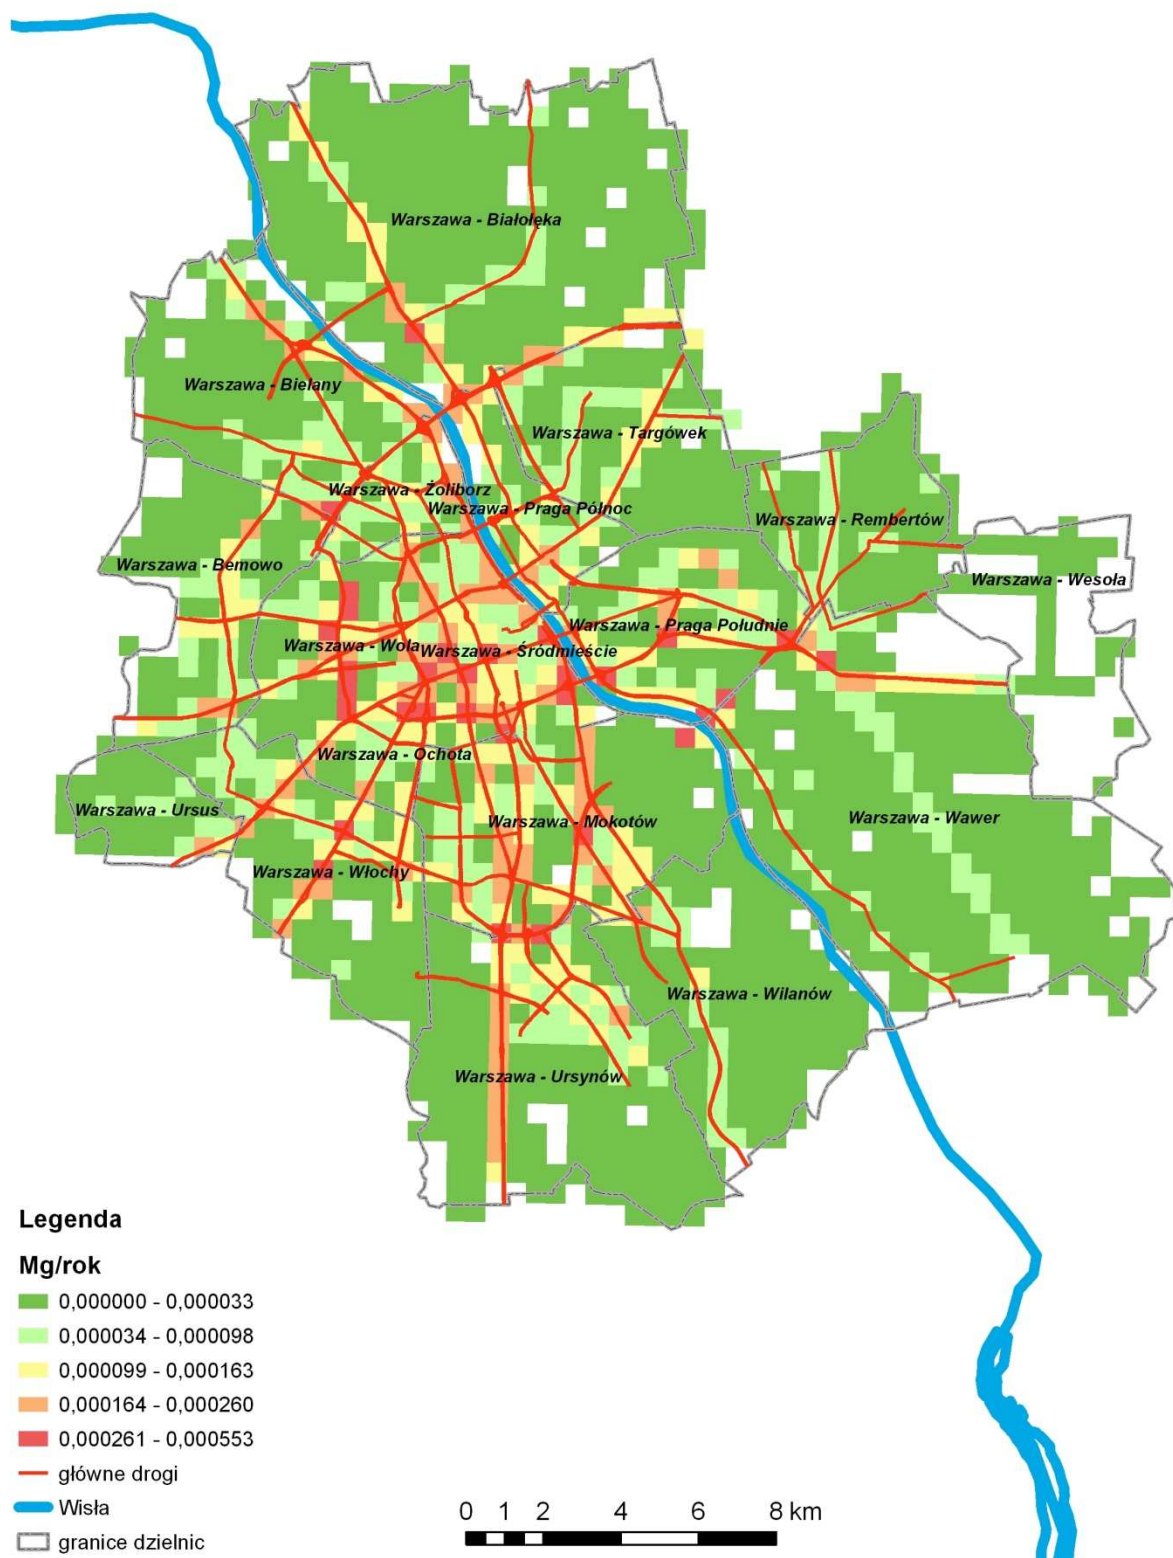 Warszawa - Białołęka
Warszawa - Bielany
Warszawa - Targówek
Warszawa - Żoliborz
Warszawa - Praga Północ
Warszawa - Rembertów
Warszawa - Bemowo
Warszawa - Wesoła
Warszawa - Praga Południe
Warszawa - Wola
Warszawa - Śródmieście
Warszawa - Ochota
Warszawa - Ursus
Warszawa - Mokotów
Warszawa - Wawer
Warszawa - Włochy
Warszawa - Wilanów
Warszawa - Ursynów
Legenda
Mg/rok
0,000000 - 0,000033
0,000034 - 0,000098
0,000099 - 0,000163
0,000164 - 0,000260
0,000261 - 0,000553
główne drogi
Wisła
granice dzielnic
0 1 2 4 6 8 km